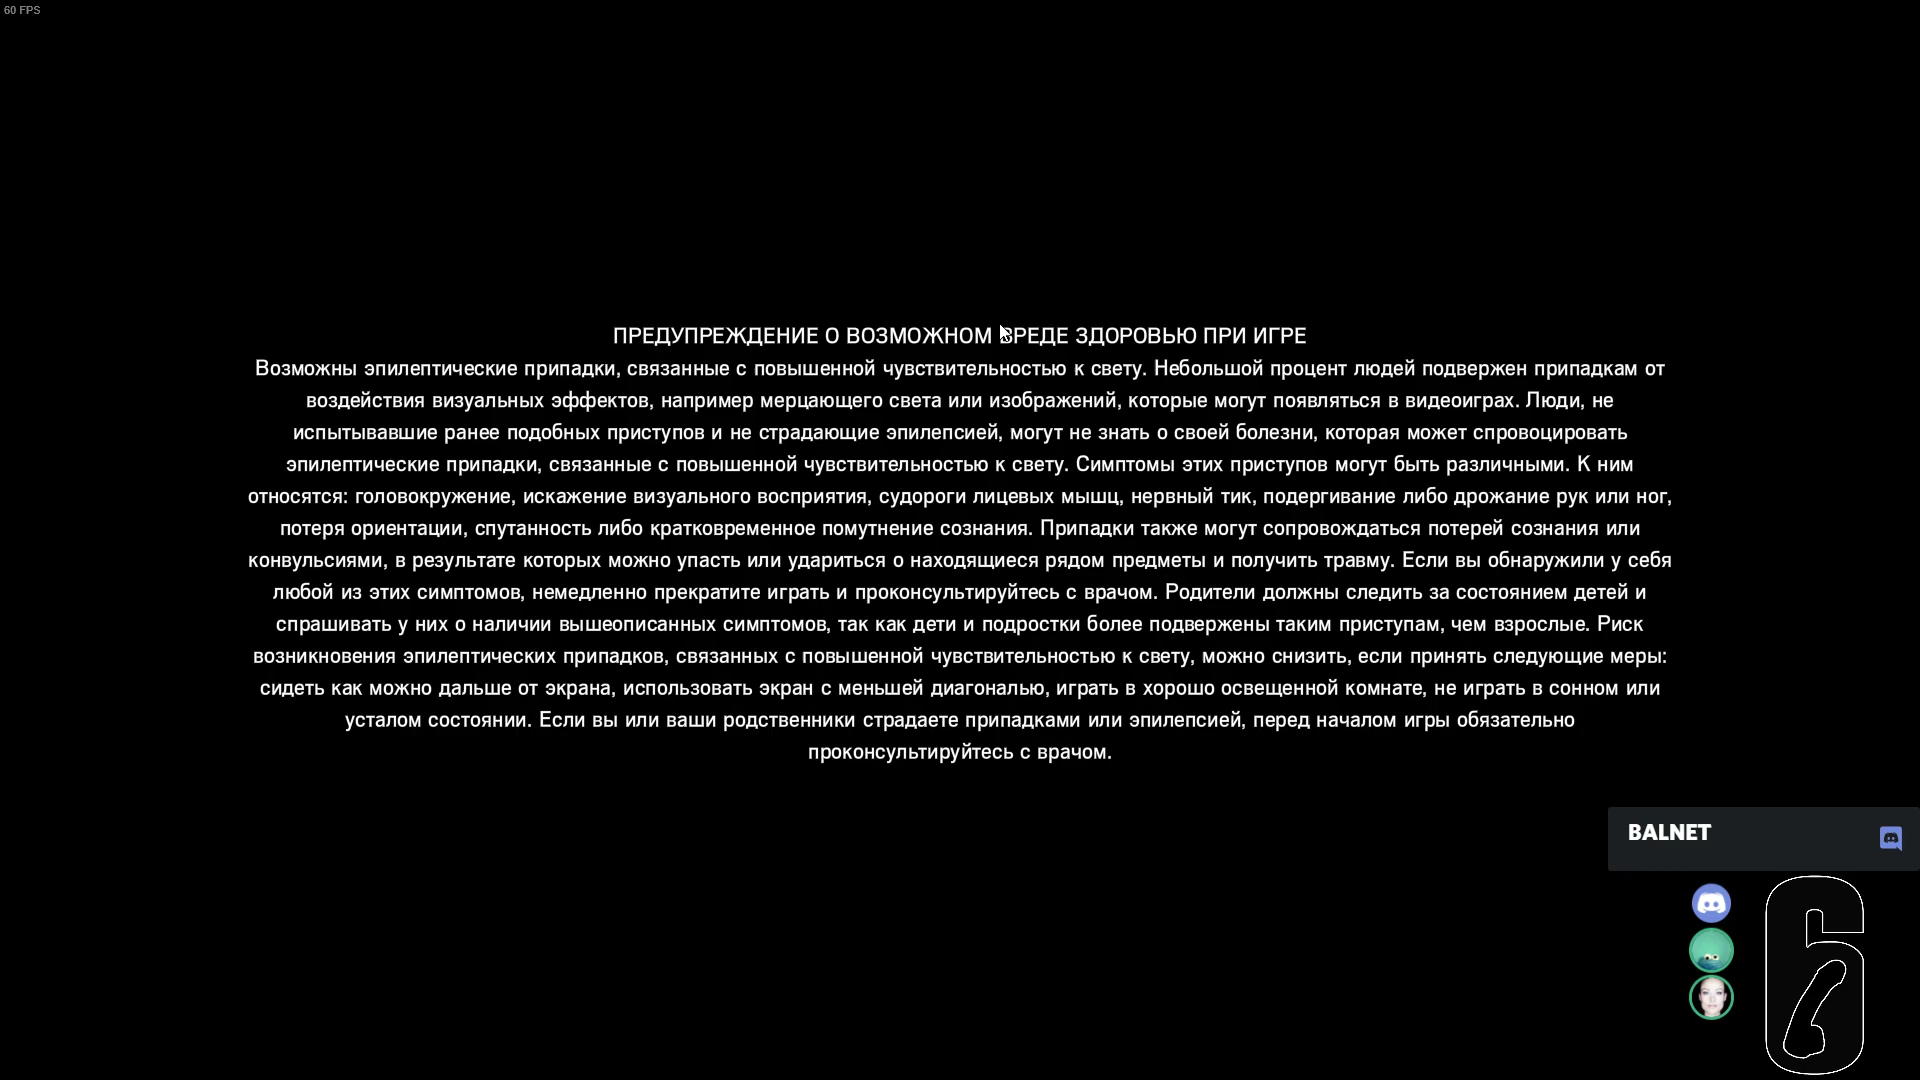 60 FPS
ПРЕДУПРЕЖДЕНИЕ О ВОЗМОЖНОМ ВРЕДЕ ЗДОРОВЬЮ ПРИ ИГРЕ
Возможны эпилептические припадки, связанные с повышенной чувствительностью к свету. Небольшой процент людей подвержен припадкам от
воздействия визуальных эффектов, например мерцающего света или изображений, которые могут появляться в видеоиграх. Люди, не
испытывавшие ранее подобных приступов и не страдающие эпилепсией, могут не знать о своей болезни, которая может спровоцировать
эпилептические припадки, связанные с повышенной чувствительностью к свету. Симптомы этих приступов могут быть различными. К ним
относятся: головокружение, искажение визуального восприятия, судороги лицевых мышц, нервный тик, подергивание либо дрожание рук или ног,
потеря ориентации, спутанность либо кратковременное помутнение сознания. Припадки также могут сопровождаться потерей сознания или
конвульсиями, в результате которых можно упасть или удариться о находящиеся рядом предметы и получить травму. Если вы обнаружили у себя
любой из этих симптомов, немедленно прекратите играть и проконсультируйтесь с врачом. Родители должны следить за состоянием детей и
спрашивать у них о наличии вышеописанных симптомов, так как дети и подростки более подвержены таким приступам, чем взрослые. Риск
возникновения эпилептических припадков, связанных с повышенной чувствительностью к свету, можно снизить, если принять следующие меры:
сидеть как можно дальше от экрана, использовать экран с меньшей диагональю, играть в хорошо освещенной комнате, не играть в сонном или
усталом состоянии. Если вы или ваши родственники страдаете припадками или эпилепсией, перед началом игры обязательно
проконсультируйтесь с врачом.
BALNET
6